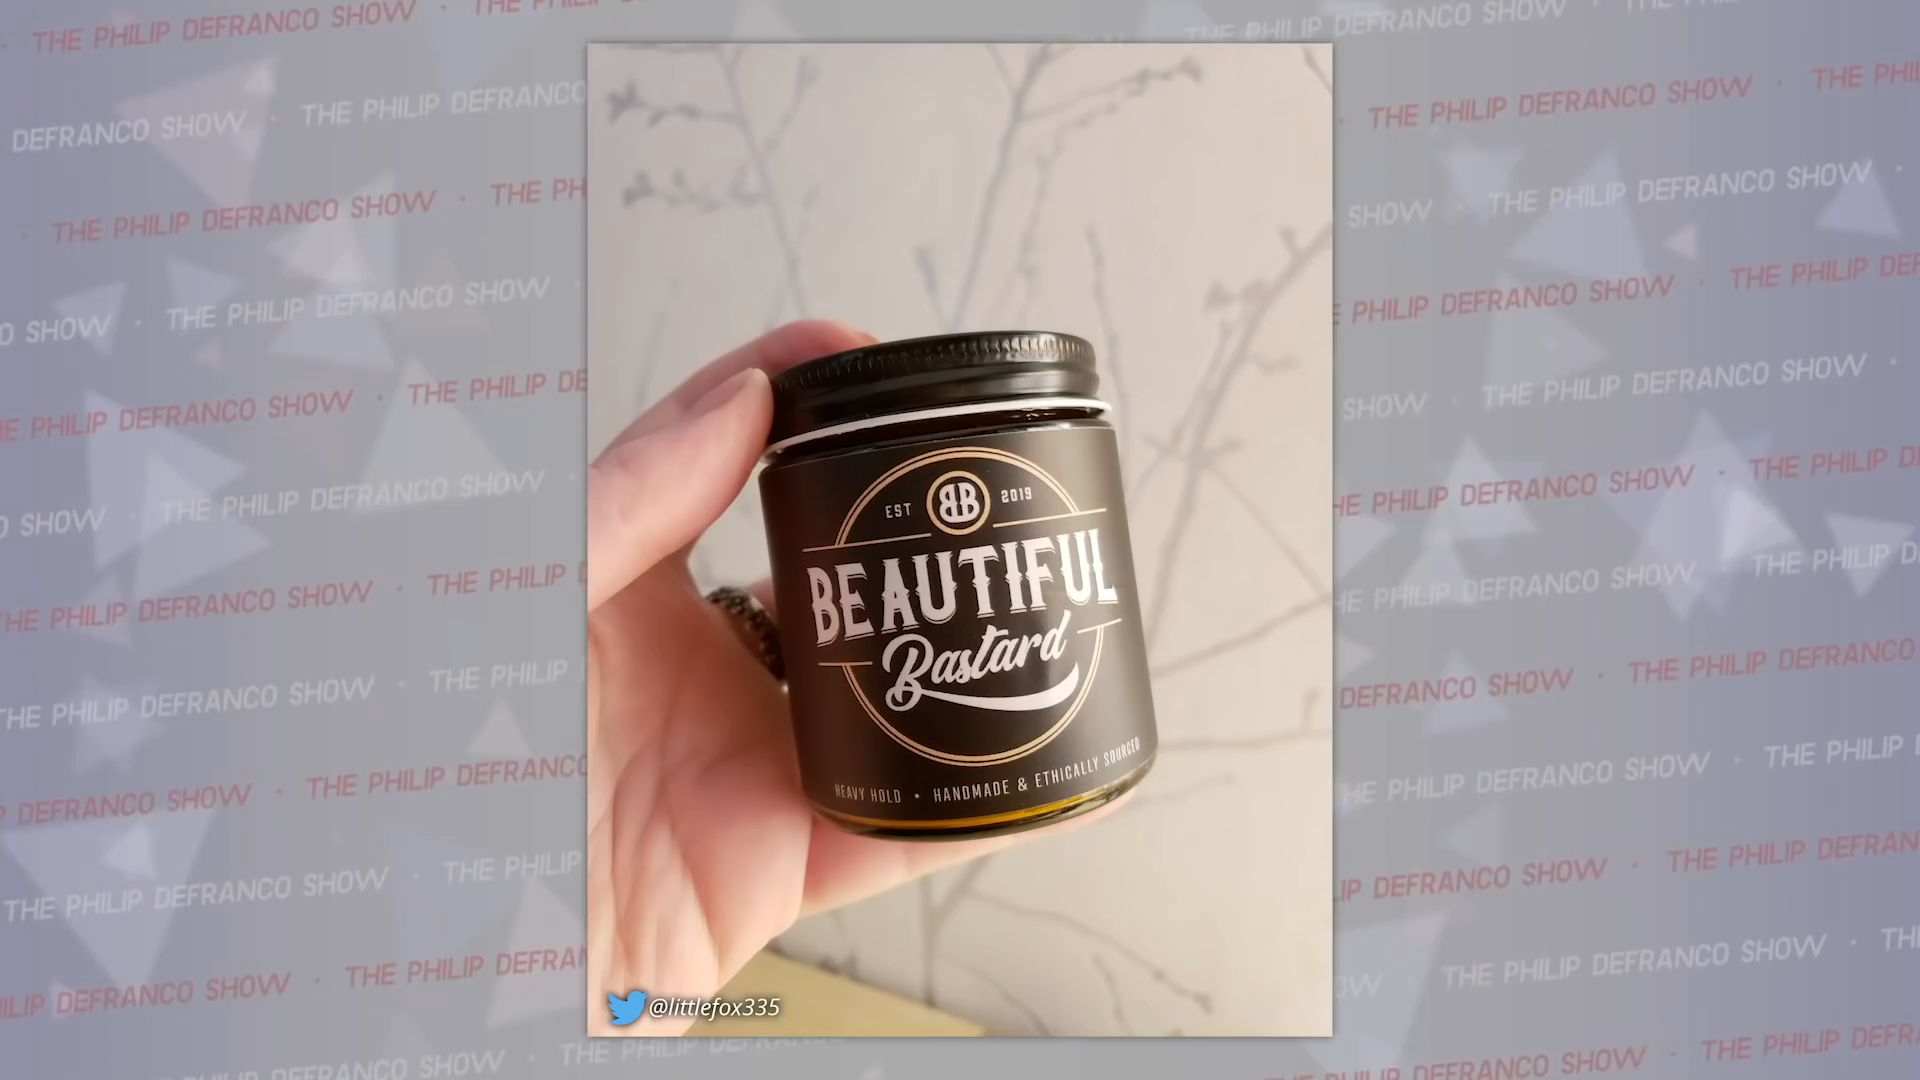 THE PHILIP DEFRANCO SHOW
EST
BB
2019
BEAUTIFUL
Bastard
HEAVY HOLD • HANDMADE & ETHICALLY SOURCED
@littlefox335